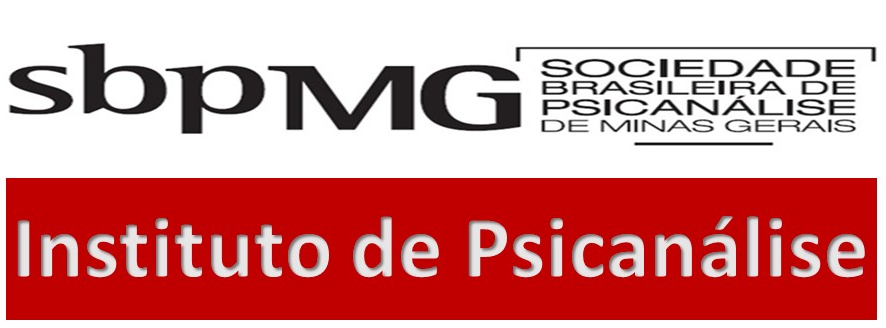 sbpMG
SOCIEDADE
BRASILEIRA DE
PSICANÁLISE
DE MINAS GERAIS
Instituto de Psicanálise